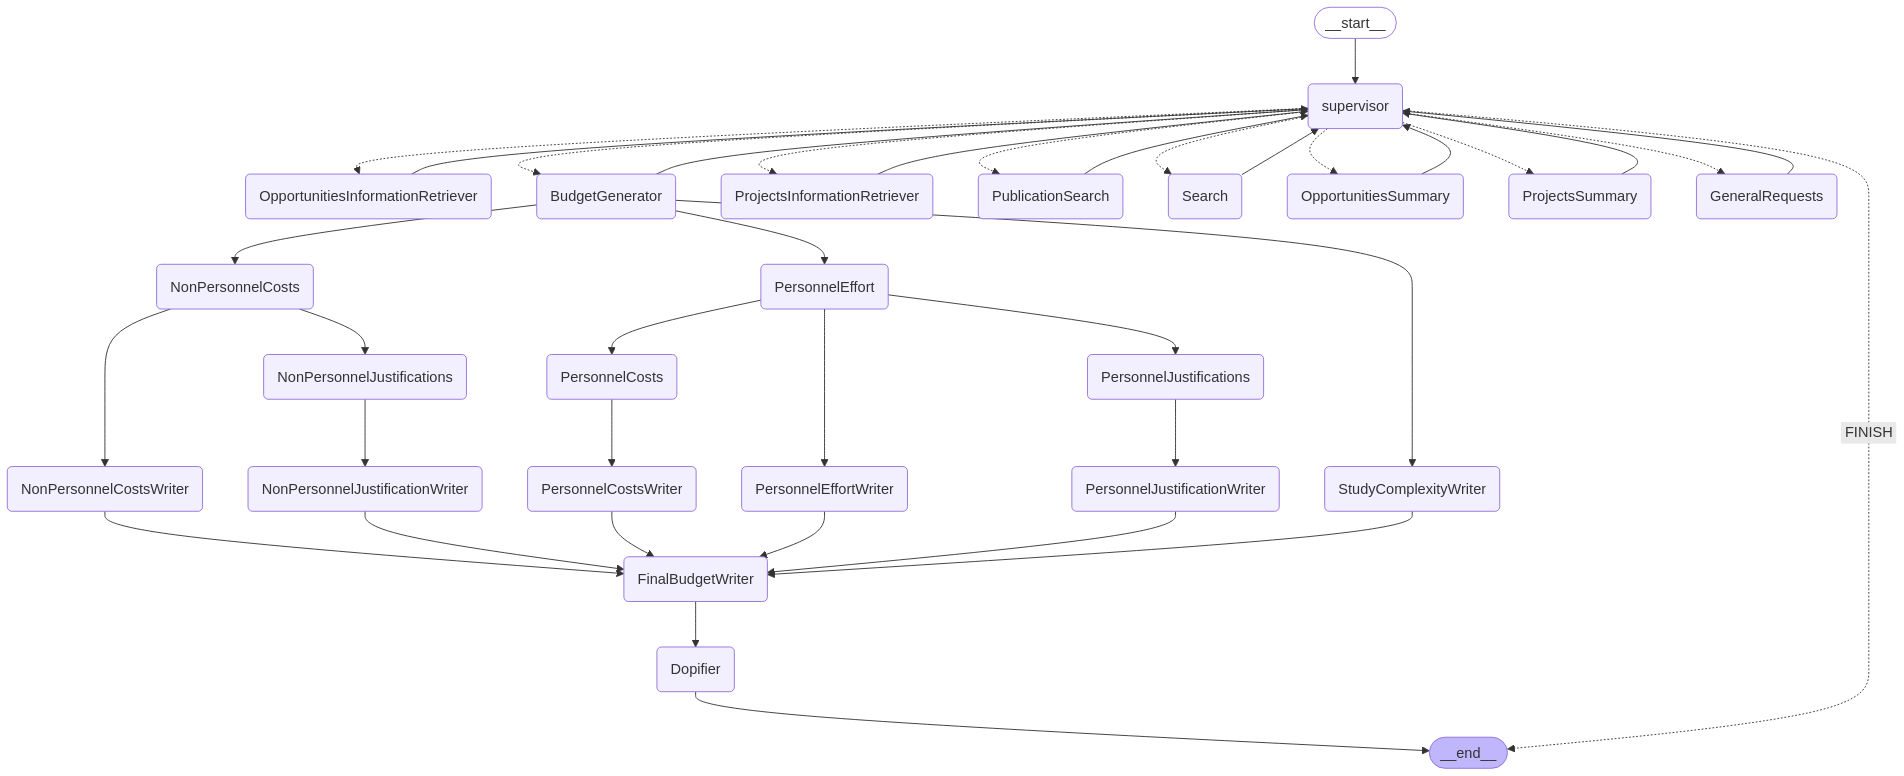 __start__
supervisor
OpportunitiesInformationRetriever
BudgetGenerator
ProjectsInformationRetriever
PublicationSearch
Search
OpportunitiesSummary
ProjectsSummary
GeneralRequests
NonPersonnelCosts
PersonnelEffort
NonPersonnelJustifications
PersonnelCosts
PersonnelJustifications
FINISH
NonPersonnelCostsWriter
NonPersonnelJustificationWriter
PersonnelCostsWriter
PersonnelEffortWriter
PersonnelJustificationWriter
StudyComplexityWriter
FinalBudgetWriter
Dopifier
__end__